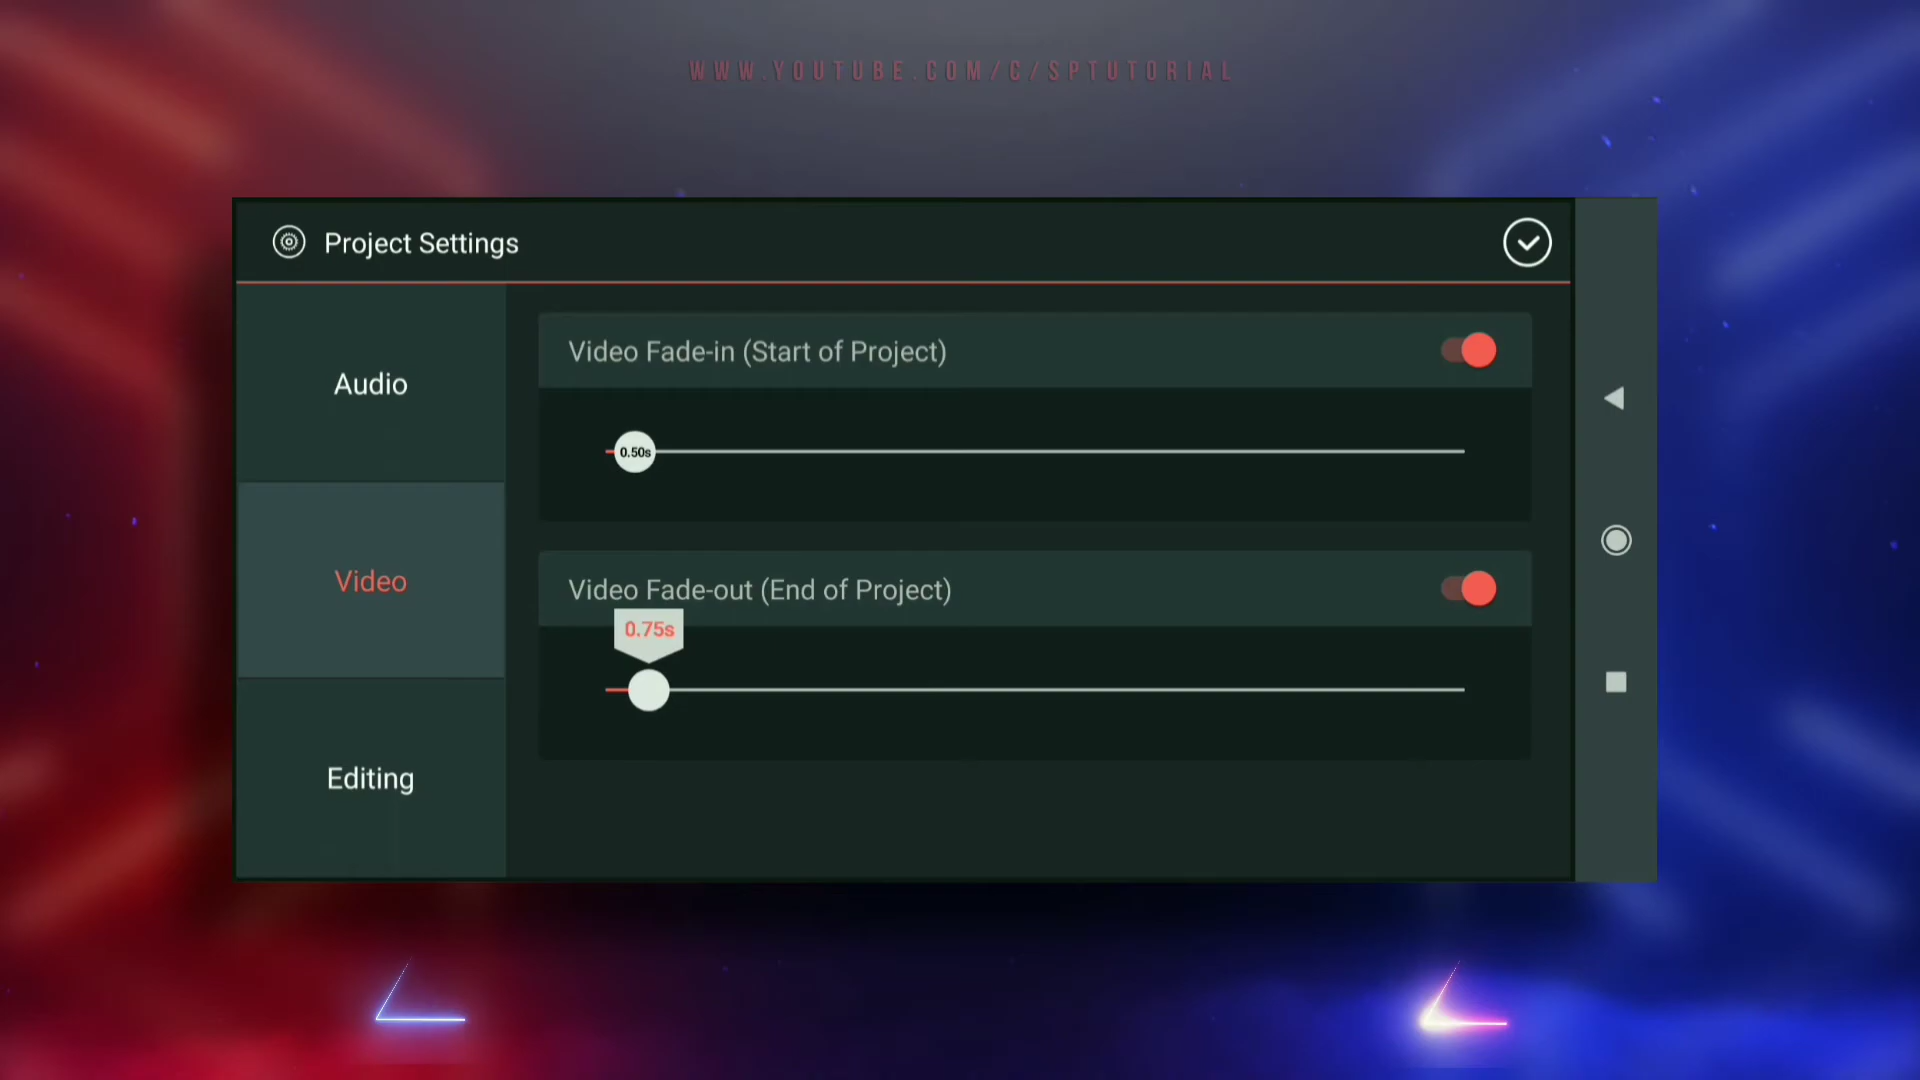 WWW.YOUTUBE.COM/C/SPTUTORIAL
Project Settings
Audio
Video
Editing
Video Fade-in (Start of Project)
0.50s
Video Fade-out (End of Project)
0.75s